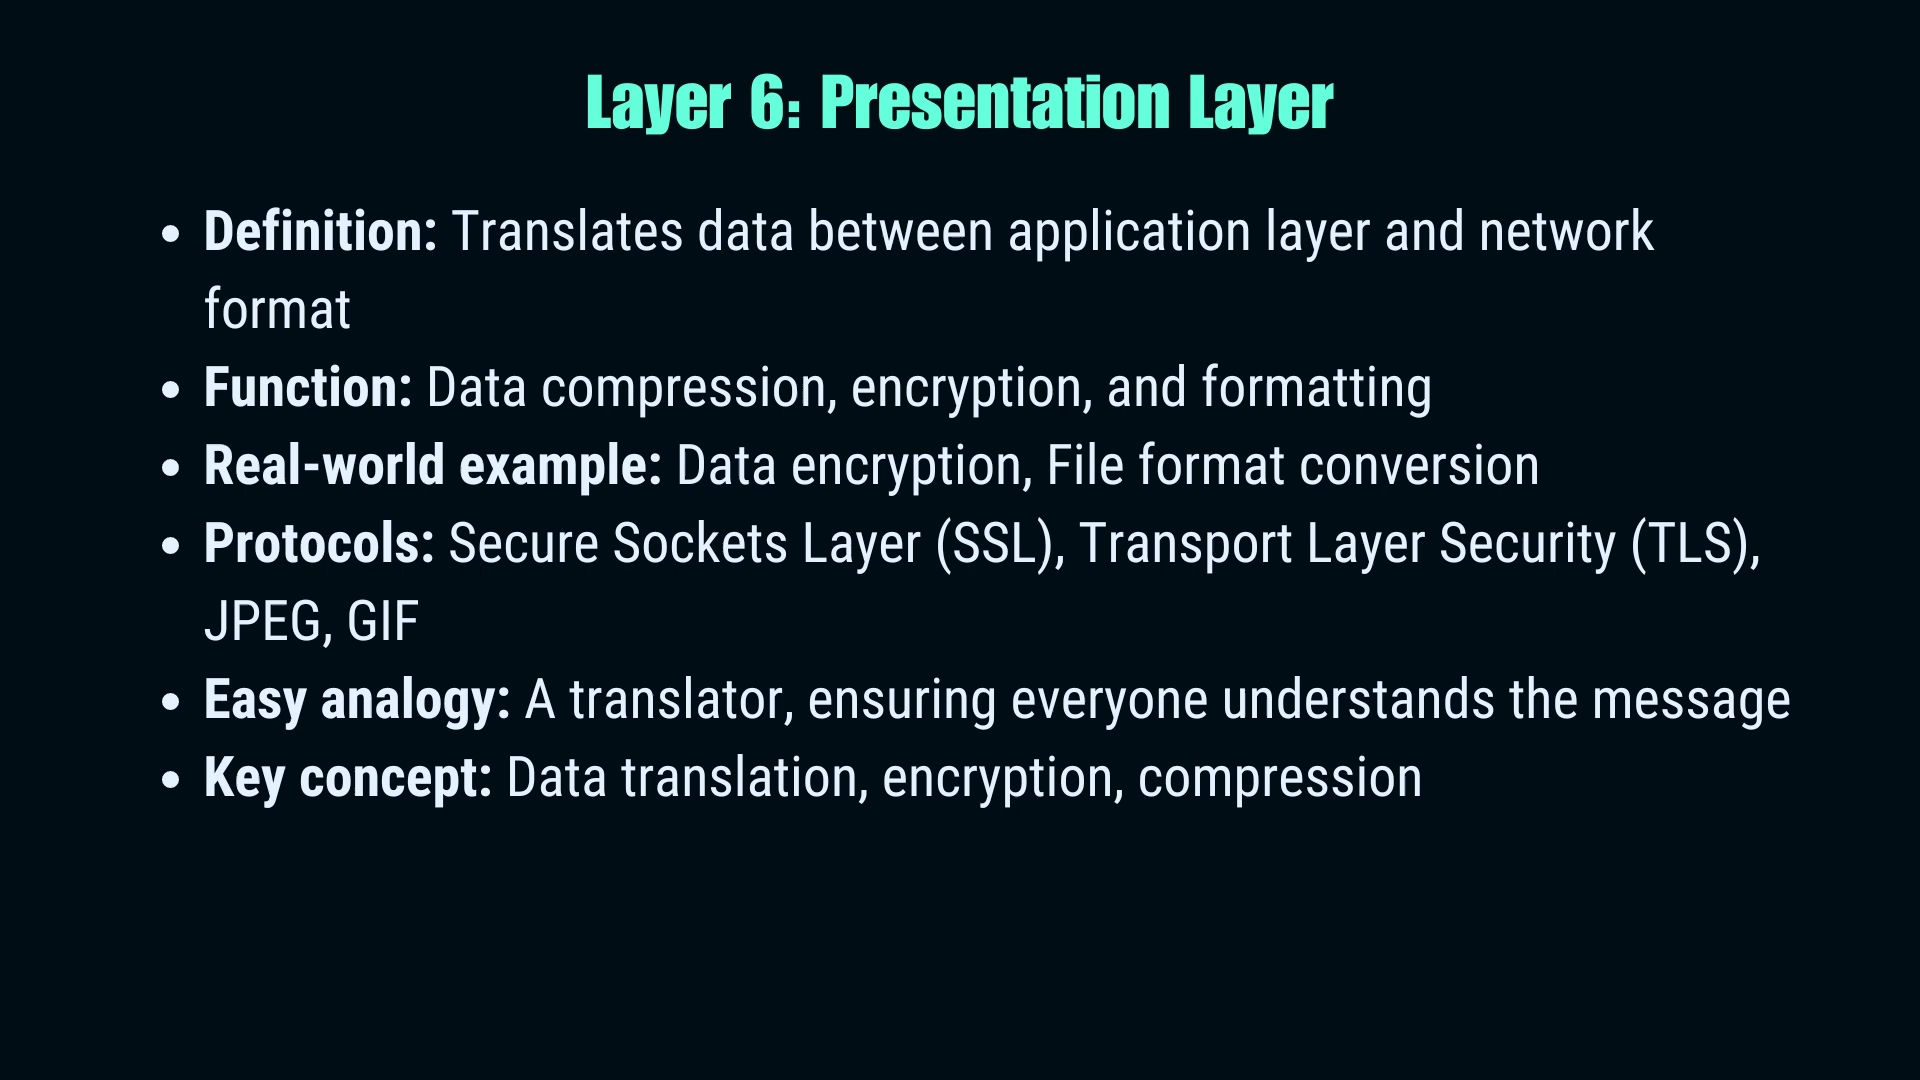 Layer 6: Presentation Layer
• Definition: Translates data between application layer and network
format
• Function: Data compression, encryption, and formatting
• Real-world example: Data encryption, File format conversion
• Protocols: Secure Sockets Layer (SSL), Transport Layer Security (TLS),
JPEG, GIF
• Easy analogy: A translator, ensuring everyone understands the message
• Key concept: Data translation, encryption, compression